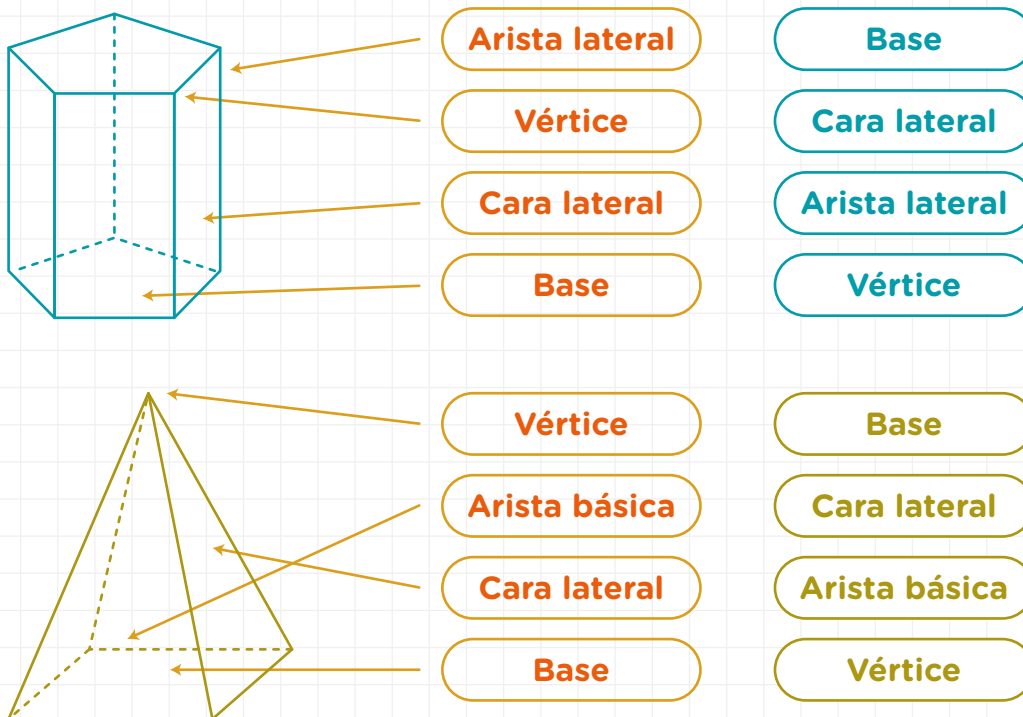 Arista lateral
Base
Vértice
Cara lateral
Cara lateral
Arista lateral
Base
Vértice
Vértice
Base
Arista básica
Cara lateral
Cara lateral
Arista básica
Base
Vértice